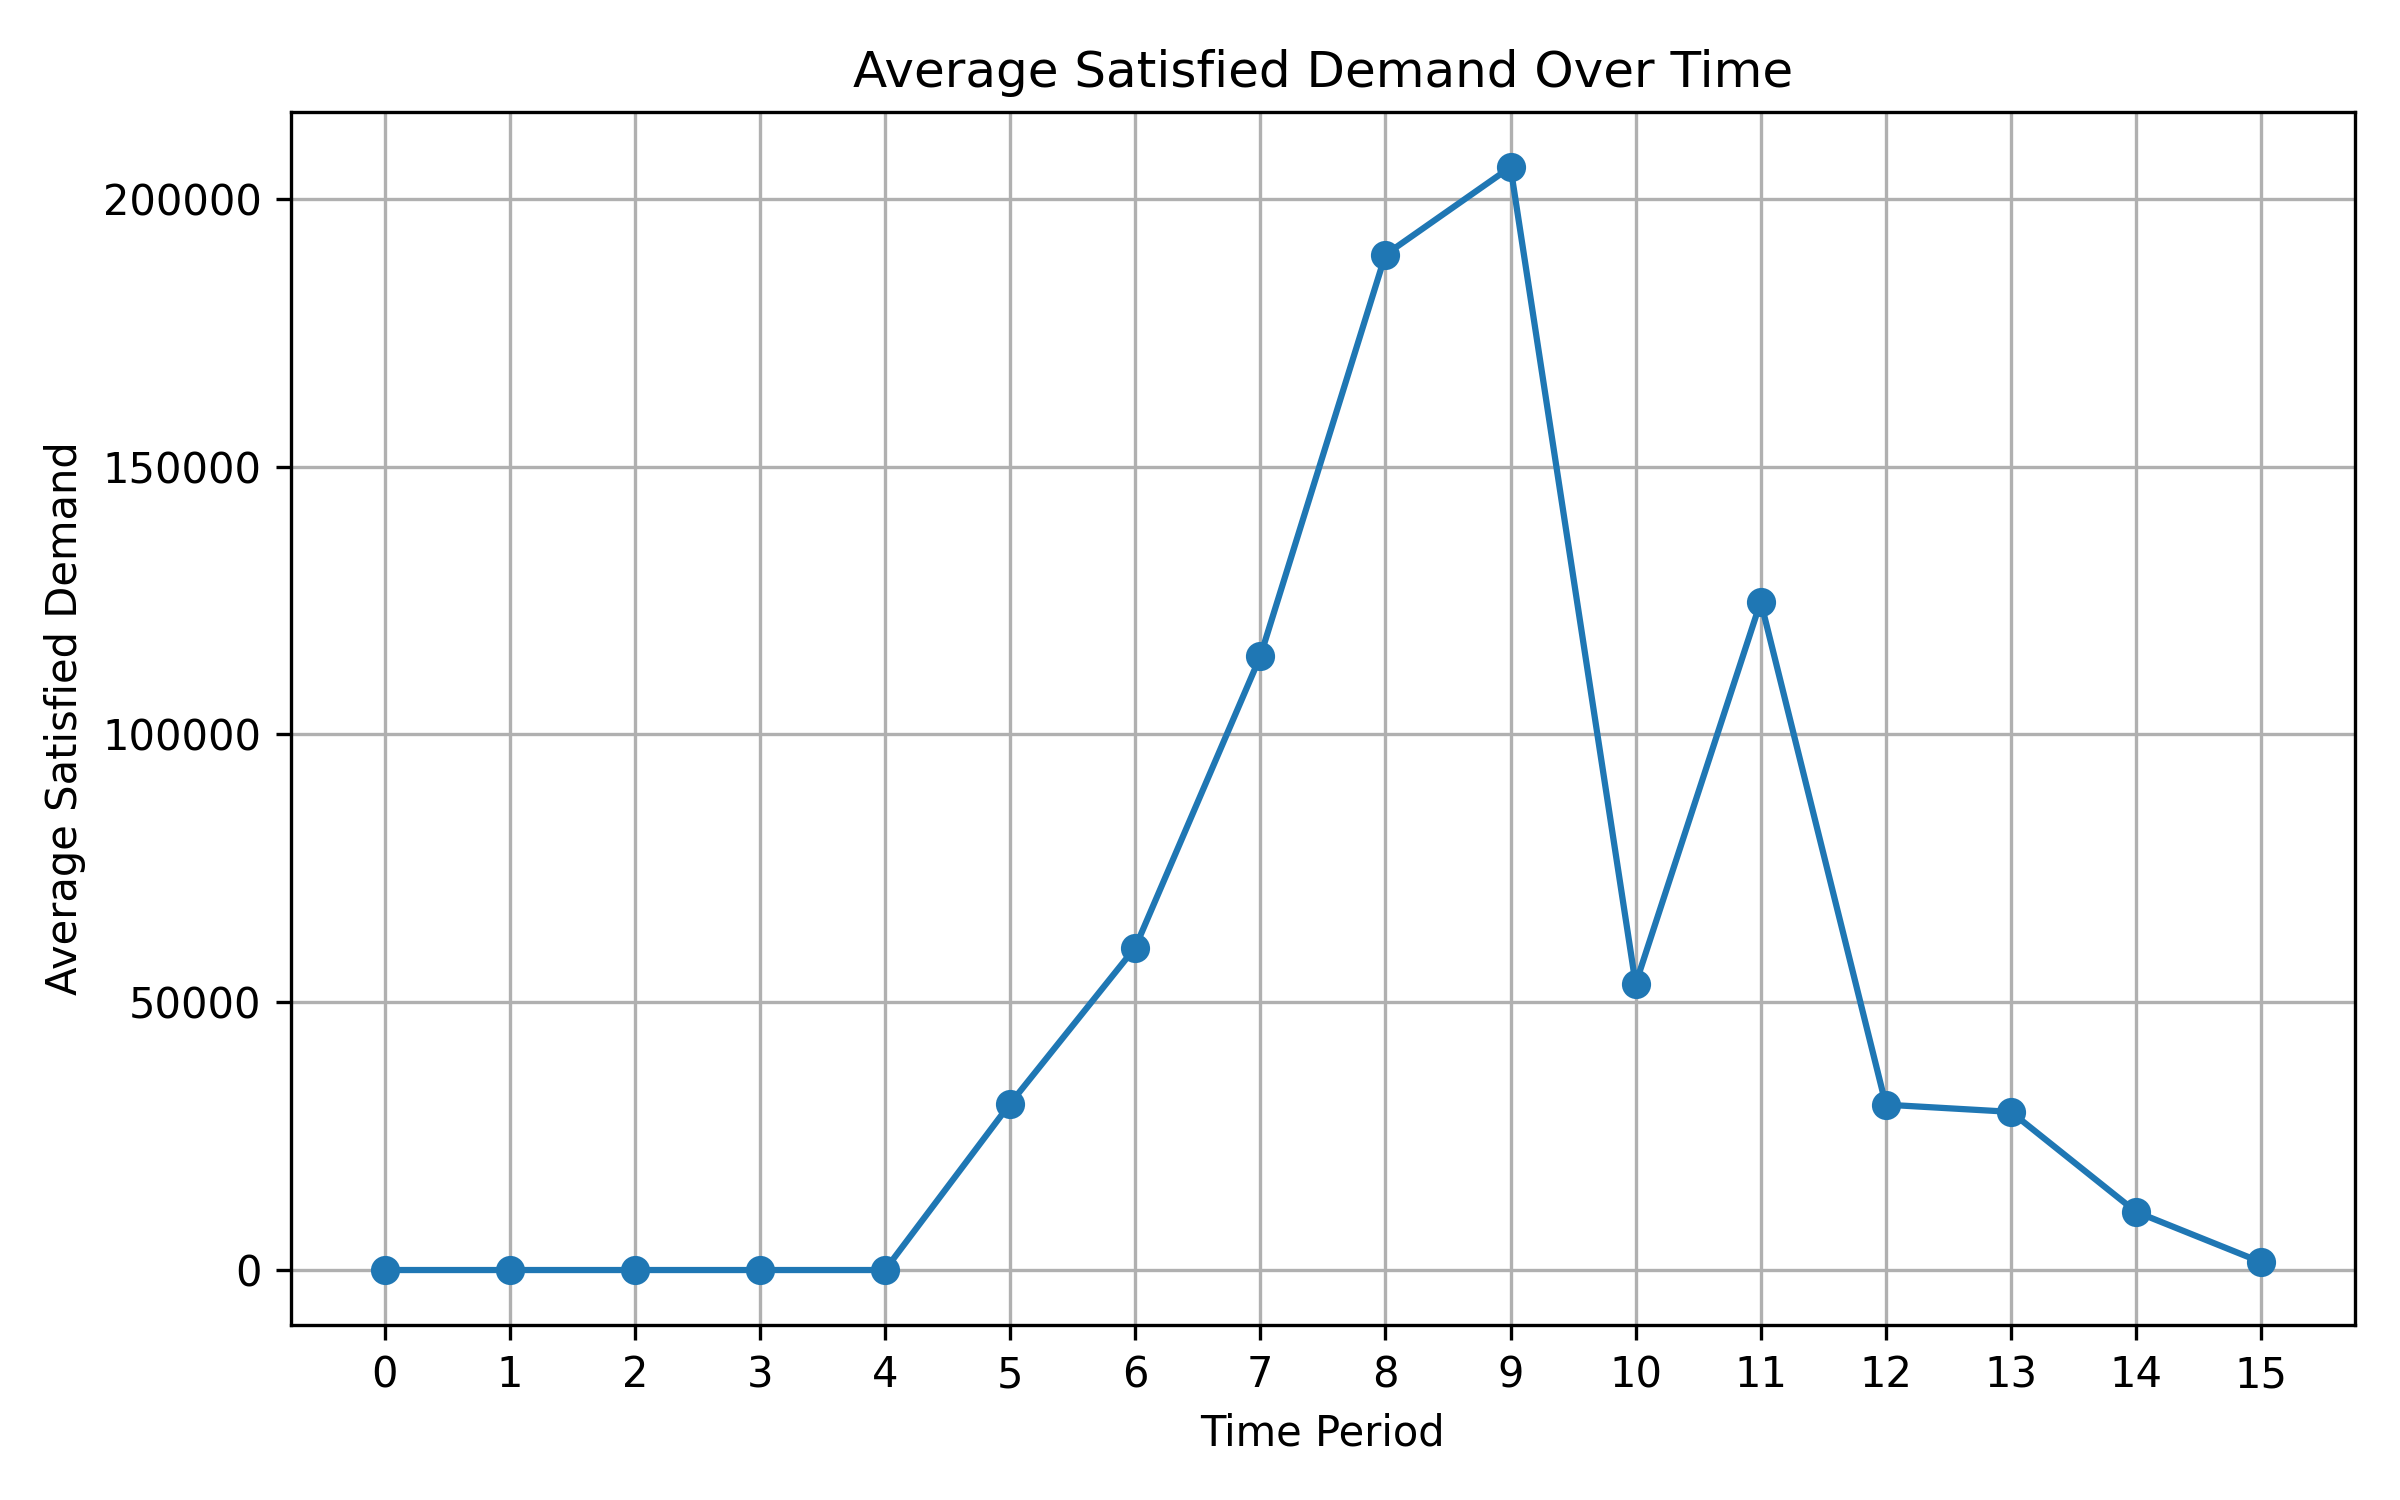 Average Satisfied Demand Over Time
Average Satisfied Demand
200000
150000
100000
50000
0
0 1 2 3 4 5 6 7 8 9 10 11 12 13 14 15
Time Period